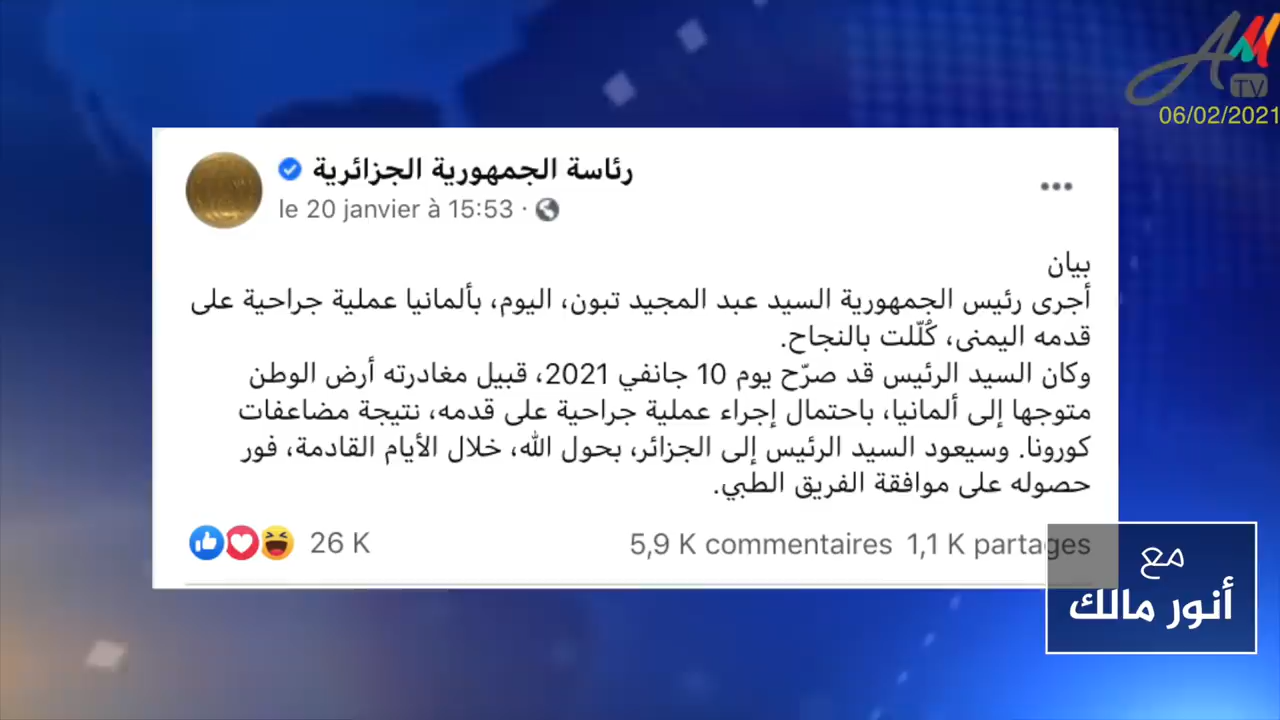 AM
TV
06/02/2021
رئاسة الجمهورية الجزائرية
le 20 janvier à 15:53 ·
بيان
أجرى رئيس الجمهورية السيد عبد المجيد تبون، اليوم، بألمانيا عملية جراحية على
قدمه اليمنى، كُلّلت بالنجاح.
وكان السيد الرئيس قد صرّح يوم 10 جانفي 2021، قبيل مغادرته أرض الوطن
متوجها إلى ألمانيا، باحتمال إجراء عملية جراحية على قدمه، نتيجة مضاعفات
كورونا. وسيعود السيد الرئيس إلى الجزائر، بحول الله، خلال الأيام القادمة، فور
حصوله على موافقة الفريق الطبي.
26 K 5,9 K commentaires 1,1 K partages
مع
أنور مالك